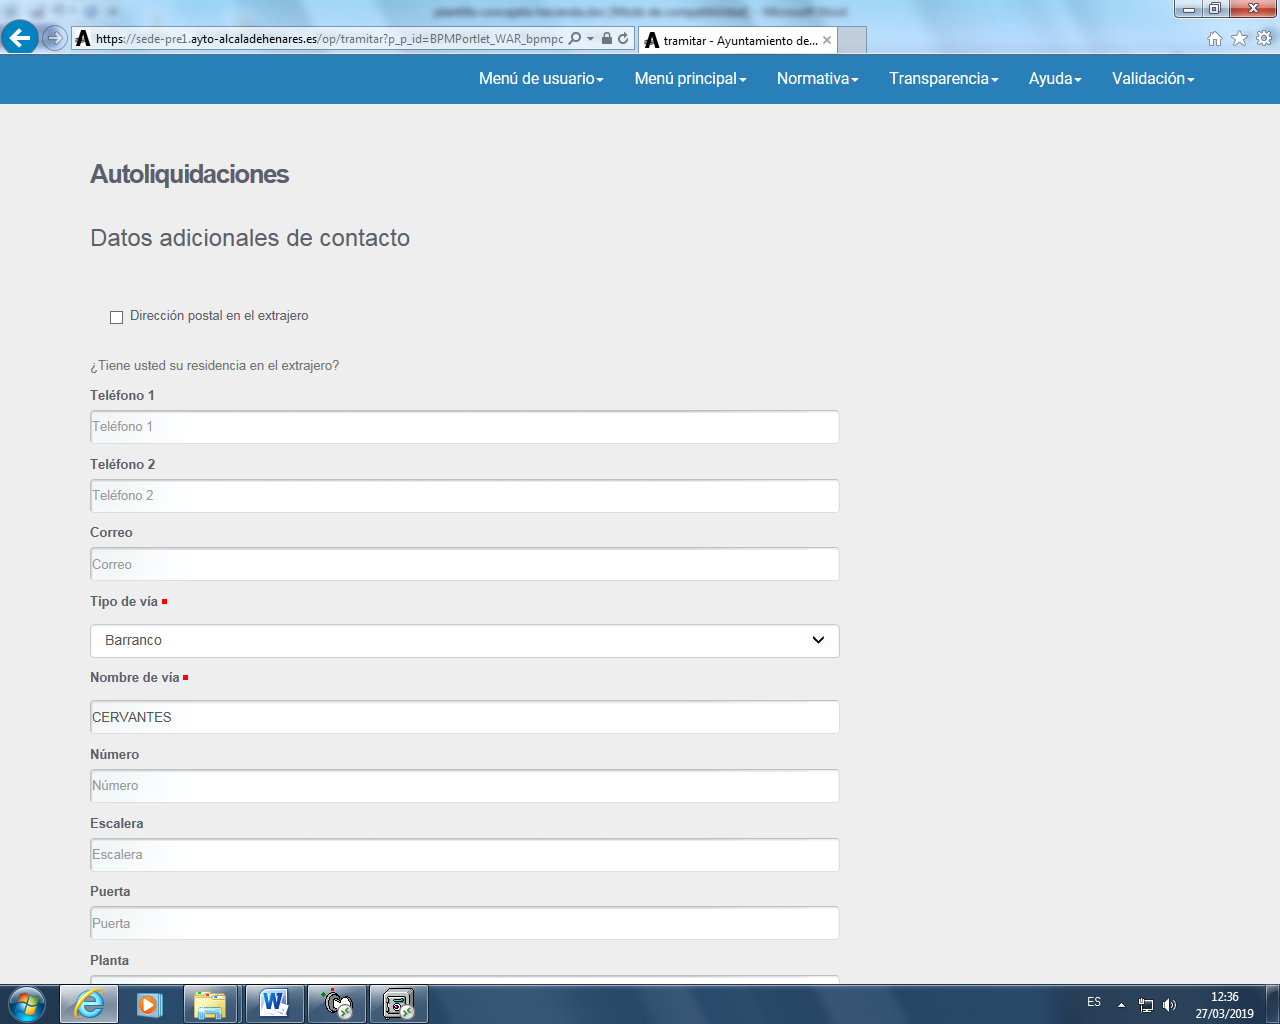 https://sede-pre1.ayto-alcaladehenares.es/op/tramitar?p_p_id=BPMPortlet_WAR_bpmpc
tramitar - Ayuntamiento de...
Menú de usuario
Menú principal
Normativa
Transparencia
Ayuda
Validación
Autoliquidaciones
Datos adicionales de contacto
Dirección postal en el extrajero
¿Tiene usted su residencia en el extrajero?
Teléfono 1
Teléfono 1
Teléfono 2
Teléfono 2
Correo
Correo
Tipo de vía
Barranco
Nombre de vía
CERVANTES
Número
Número
Escalera
Escalera
Puerta
Puerta
Planta
ES
12:36
27/03/2019